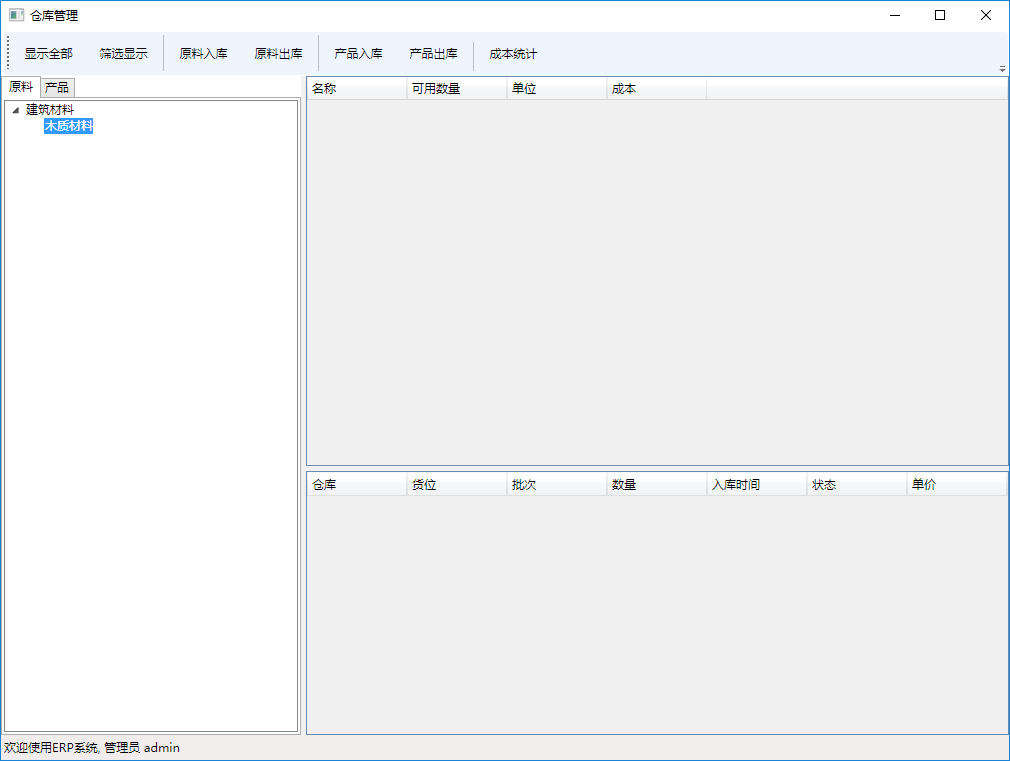 仓库管理
显示全部 筛选显示 原料入库 原料出库 产品入库 产品出库 成本统计
原料 产品
建筑材料
木质材料
名称 可用数量 单位 成本
仓库 货位 批次 数量 入库时间 状态 单价
欢迎使用ERP系统, 管理员 admin